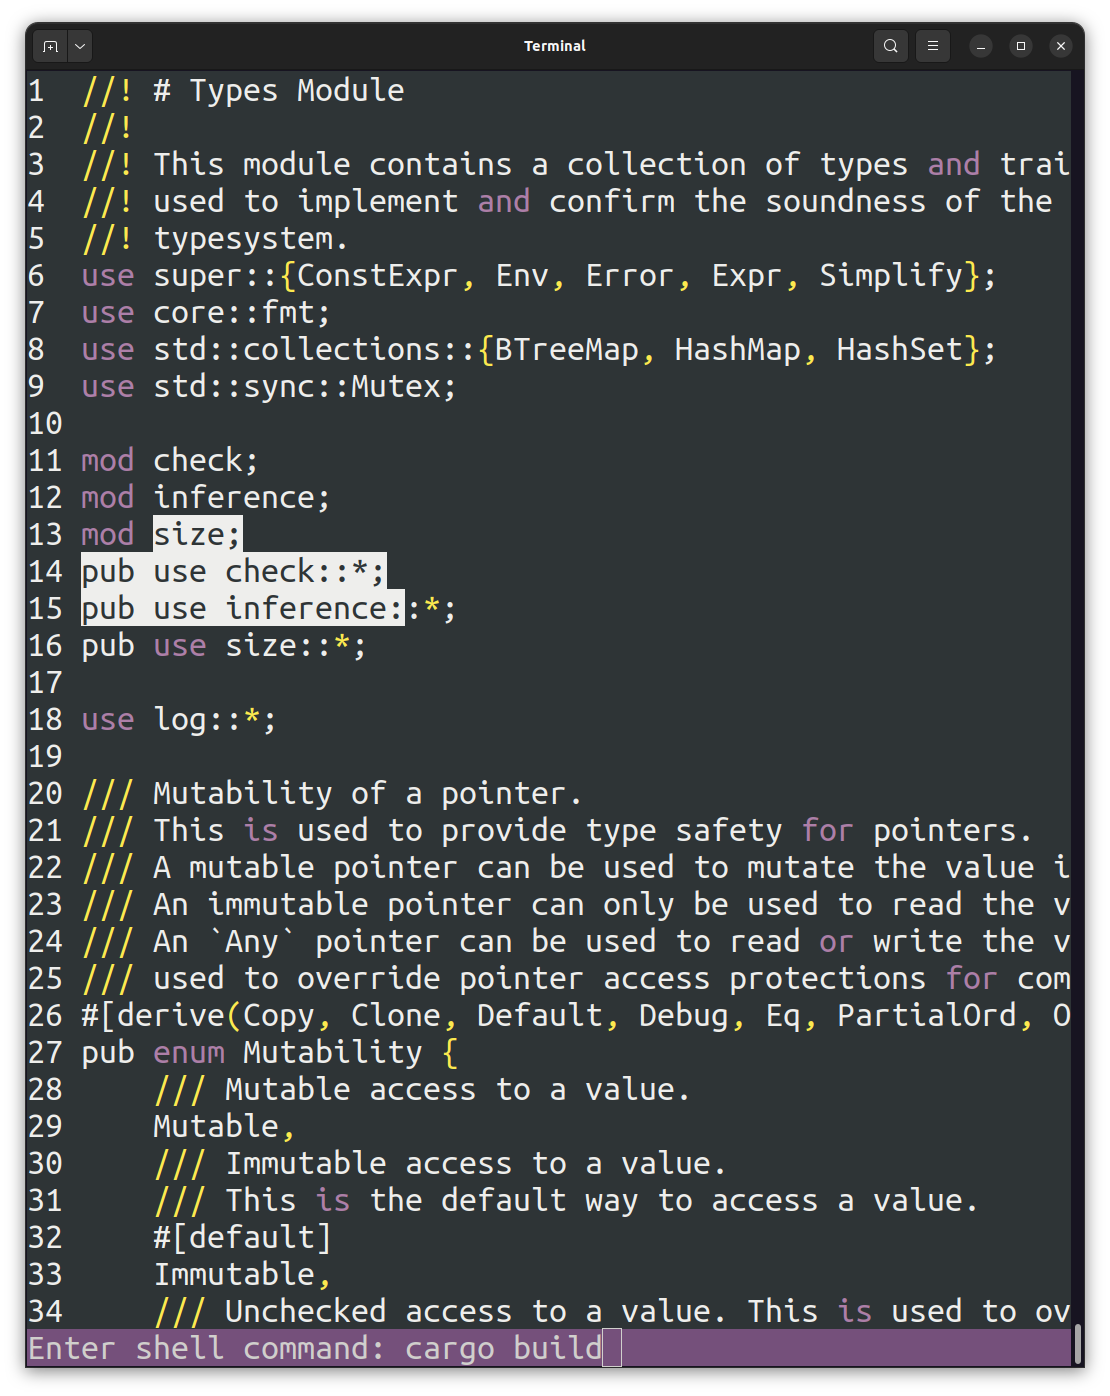 Terminal
1 //! # Types Module
2 //!
3 //! This module contains a collection of types and trai
4 //! used to implement and confirm the soundness of the
5 //! typesystem.
6 use super::{ConstExpr, Env, Error, Expr, Simplify};
7 use core::fmt;
8 use std::collections::{BTreeMap, HashMap, HashSet};
9 use std::sync::Mutex;
10
11 mod check;
12 mod inference;
13 mod size;
14 pub use check::*;
15 pub use inference::*;
16 pub use size::*;
17
18 use log::*;
19
20 /// Mutability of a pointer.
21 /// This is used to provide type safety for pointers.
22 /// A mutable pointer can be used to mutate the value i
23 /// An immutable pointer can only be used to read the v
24 /// An `Any` pointer can be used to read or write the v
25 /// used to override pointer access protections for com
26 #[derive(Copy, Clone, Default, Debug, Eq, PartialOrd, O
27 pub enum Mutability {
28     /// Mutable access to a value.
29     Mutable,
30     /// Immutable access to a value.
31     /// This is the default way to access a value.
32     #[default]
33     Immutable,
34     /// Unchecked access to a value. This is used to ov
Enter shell command: cargo build